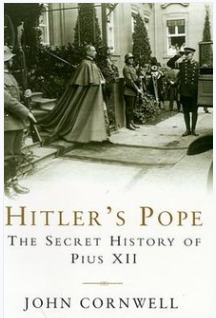 HITLER'S POPE
THE SECRET HISTORY OF
PIUS XII
JOHN CORNWELL